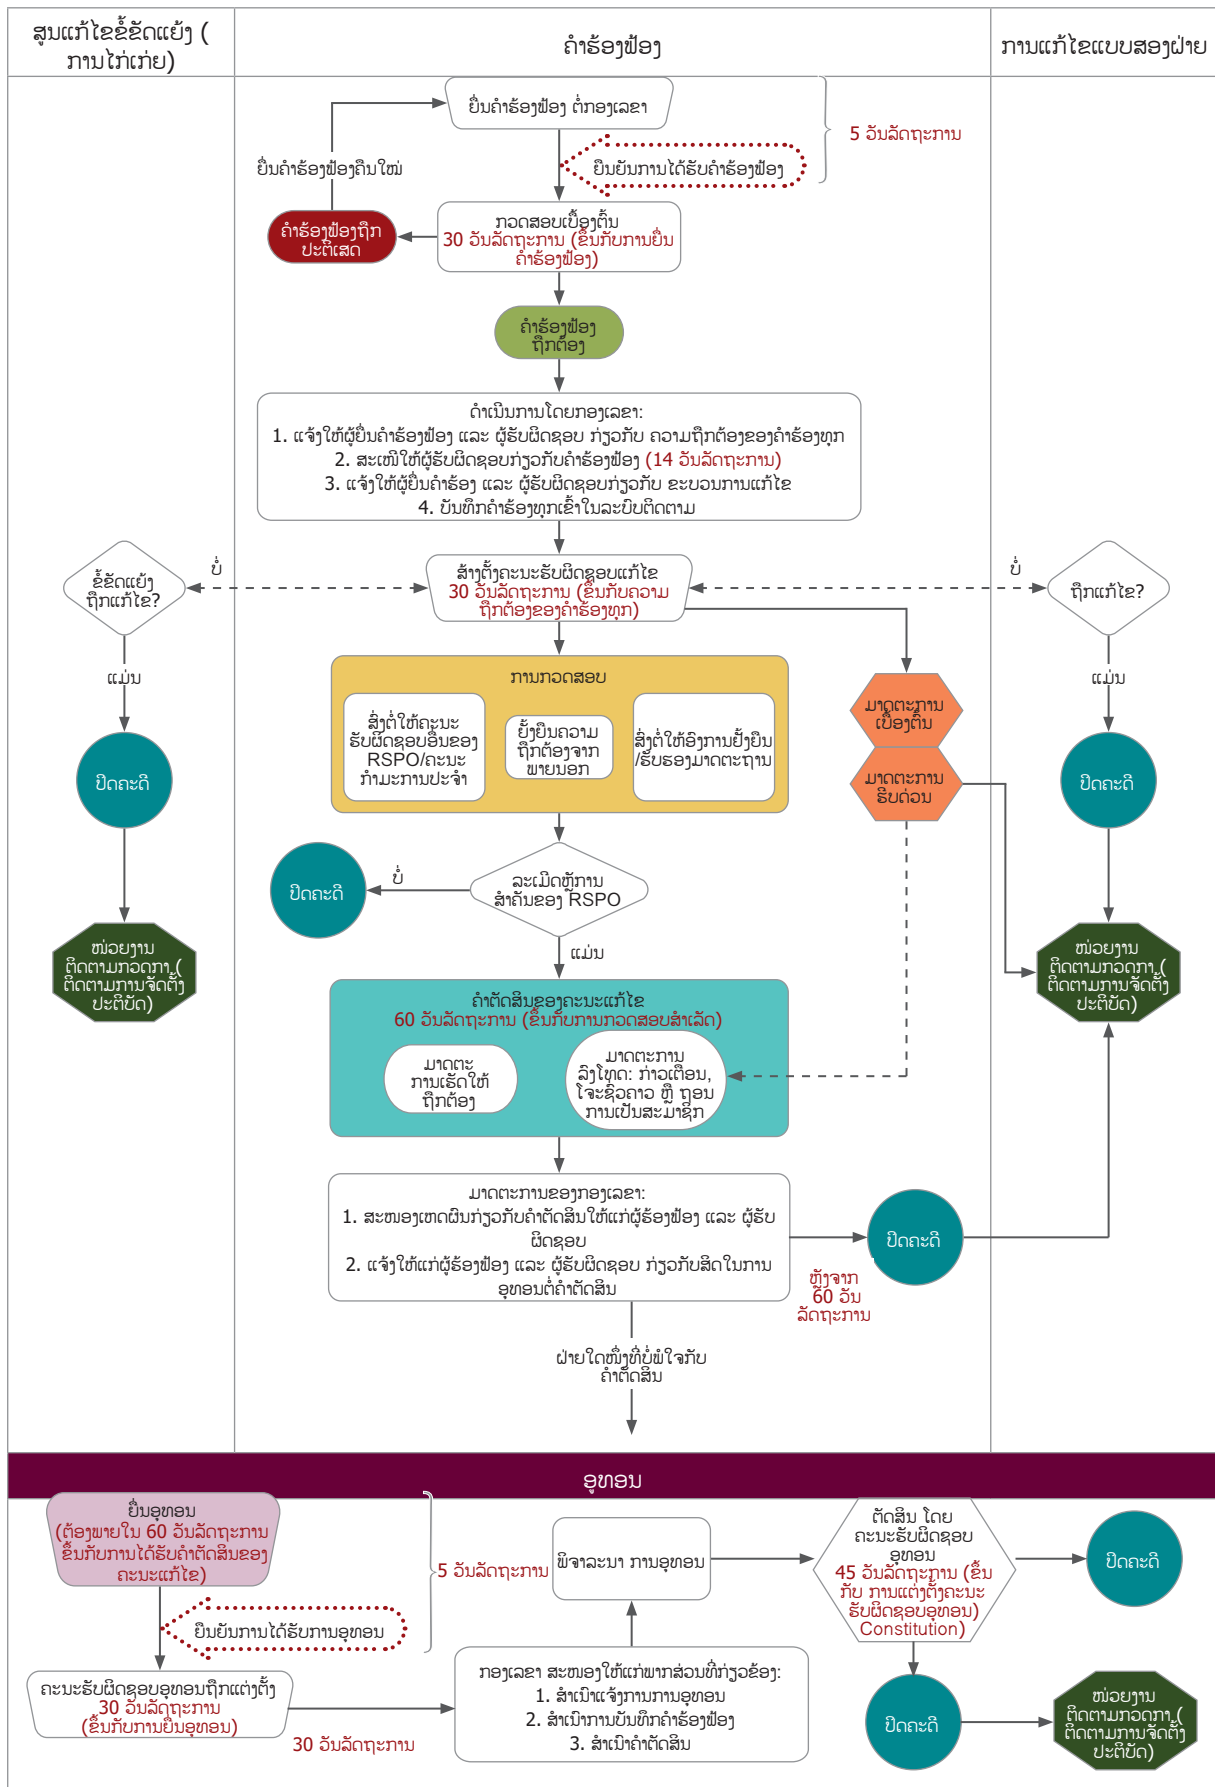 ສູນແກ້ໄຂຂໍ້ຂັດແຍ້ງ (
ການໄກ່ເກ່ຍ)
ຄຳຮ້ອງຟ້ອງ
ການແກ້ໄຂແບບສອງຝ່າຍ
ຍື່ນຄຳຮ້ອງຟ້ອງ ຕໍ່ກອງເລຂາ
5 ວັນລັດຖະການ
ຍືນຍັນການໄດ້ຮັບຄຳຮ້ອງຟ້ອງ
ຍື່ນຄຳຮ້ອງຟ້ອງຄືນໃໝ່
ຄຳຮ້ອງຟ້ອງຖືກ
ປະຕິເສດ
ກວດສອບເບື້ອງຕົ້ນ
30 ວັນລັດຖະການ (ຂຶ້ນກັບການຍື່ນ
ຄຳຮ້ອງຟ້ອງ)
ຄຳຮ້ອງຟ້ອງ
ຖືກຕ້ອງ
ດຳເນີນການໂດຍກອງເລຂາ:
1. ແຈ້ງໃຫ້ຜູ້ຍື່ນຄຳຮ້ອງຟ້ອງ ແລະ ຜູ້ຮັບຜິດຊອບ ກ່ຽວກັບ ຄວາມຖືກຕ້ອງຂອງຄຳຮ້ອງທຸກ
2. ສະເໜີໃຫ້ຜູ້ຮັບຜິດຊອບກ່ຽວກັບຄຳຮ້ອງຟ້ອງ (14 ວັນລັດຖະການ)
3. ແຈ້ງໃຫ້ຜູ້ຍື່ນຄຳຮ້ອງ ແລະ ຜູ້ຮັບຜິດຊອບກ່ຽວກັບ ຂະບວນການແກ້ໄຂ
4. ບັນທຶກຄຳຮ້ອງທຸກເຂົ້າໃນລະບົບຕິດຕາມ
ຂໍ້ຂັດແຍ້ງ
ຖືກແກ້ໄຂ?
ບໍ່
ສ້າງຕັ້ງຄະນະຮັບຜິດຊອບແກ້ໄຂ
30 ວັນລັດຖະການ (ຂຶ້ນກັບຄວາມ
ຖືກຕ້ອງຂອງຄຳຮ້ອງທຸກ)
ບໍ່
ຖືກແກ້ໄຂ?
ແມ່ນ
ການກວດສອບ
ສົ່ງຕໍ່ໃຫ້ຄະນະ
ຮັບຜິດຊອບອື່ນຂອງ
RSPO/ຄະນະ
ກຳມະການປະຈຳ
ຍັ້ງຍືນຄວາມ
ຖືກຕ້ອງຈາກ
ພາຍນອກ
ສົ່ງຕໍ່ໃຫ້ອົງການຢັ້ງຍືນ
/ຮັບຮອງມາດຕະຖານ
ມາດຕະການ
ເບື້ອງຕົ້ນ
ມາດຕະການ
ຮີບດ່ວນ
ແມ່ນ
ປິດຄະດີ
ປິດຄະດີ
ປິດຄະດີ
ບໍ່
ລະເມີດຫຼັການ
ສຳຄັນຂອງ RSPO
ແມ່ນ
ໜ່ວຍງານ
ຕິດຕາມກວດກາ (
ຕິດຕາມການຈັດຕັ້ງ
ປະຕິບັດ)
ໜ່ວຍງານ
ຕິດຕາມກວດກາ (
ຕິດຕາມການຈັດຕັ້ງ
ປະຕິບັດ)
ຄຳຕັດສິນຂອງຄະນະແກ້ໄຂ
60 ວັນລັດຖະການ (ຂຶ້ນກັບການກວດສອບສຳເລັດ)
ມາດຕະ
ການເຮັດໃຫ້
ຖືກຕ້ອງ
ມາດຕະການ
ລົງໂທດ: ກ່າວເຕືອນ,
ໂຈະຊົ່ວຄາວ ຫຼື ຖອນ
ການເປັນສະມາຊິກ
ມາດຕະການຂອງກອງເລຂາ:
1. ສະໜອງເຫດຜົນກ່ຽວກັບຄຳຕັດສິນໃຫ້ແກ່ຜູ້ຮ້ອງຟ້ອງ ແລະ ຜູ້ຮັບ
ຜິດຊອບ
2. ແຈ້ງໃຫ້ແກ່ຜູ້ຮ້ອງຟ້ອງ ແລະ ຜູ້ຮັບຜິດຊອບ ກ່ຽວກັບສິດໃນການ
ອຸທອນຕໍ່ຄຳຕັດສິນ
ປິດຄະດີ
ຫຼັງຈາກ
60 ວັນ
ລັດຖະການ
ຝ່າຍໃດໜຶ່ງທີ່ບໍ່ພໍໃຈກັບ
ຄຳຕັດສິນ
ອູທອນ
ຍື່ນອຸທອນ
(ຕ້ອງພາຍໃນ 60 ວັນລັດຖະການ
ຂຶ້ນກັບການໄດ້ຮັບຄຳຕັດສິນຂອງ
ຄະນະແກ້ໄຂ)
5 ວັນລັດຖະການ
ຍືນຍັນການໄດ້ຮັບການອຸທອນ
ຄະນະຮັບຜິດຊອບອຸທອນຖືກແຕ່ງຕັ້ງ
30 ວັນລັດຖະການ
(ຂຶ້ນກັບການຍື່ນອຸທອນ)
30 ວັນລັດຖະການ
ພິຈາລະນາ ການອຸທອນ
ກອງເລຂາ ສະໜອງໃຫ້ແກ່ພາກສ່ວນທີ່ກ່ຽວຂ້ອງ:
1. ສຳເນົາແຈ້ງການການອຸທອນ
2. ສຳເນົາການບັນທຶກຄຳຮ້ອງຟ້ອງ
3. ສຳເນົາຄຳຕັດສິນ
ຕັດສິນ ໂດຍ
ຄະນະຮັບຜິດຊອບ
ອຸທອນ
45 ວັນລັດຖະການ (ຂຶ້ນ
ກັບ ການແຕ່ງຕັ້ງຄະນະ
ຮັບຜິດຊອບອຸທອນ)
Constitution)
ປິດຄະດີ
ປິດຄະດີ
ໜ່ວຍງານ
ຕິດຕາມກວດກາ (
ຕິດຕາມການຈັດຕັ້ງ
ປະຕິບັດ)